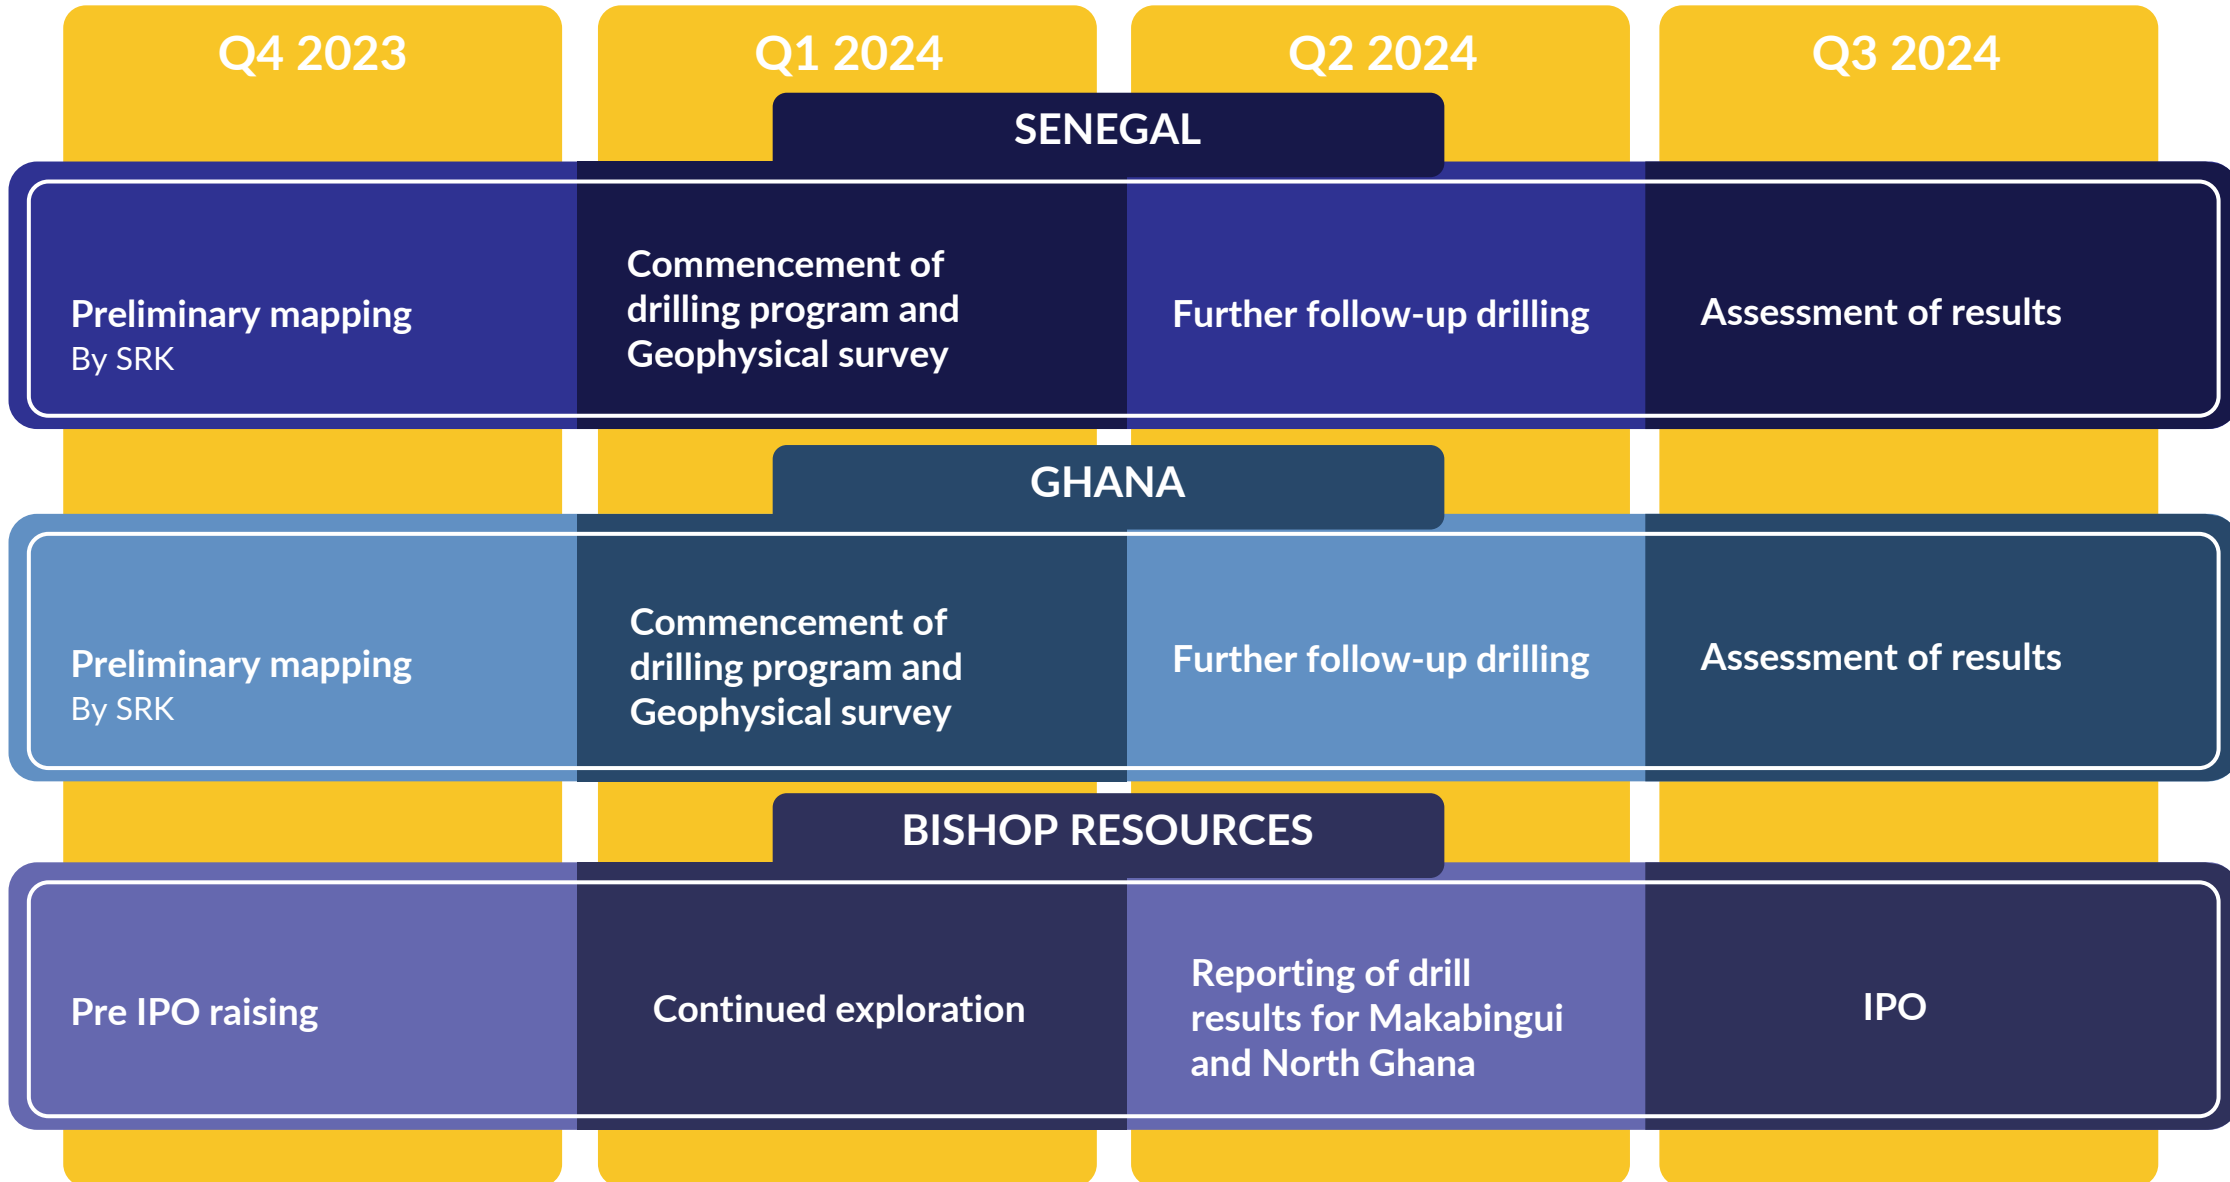 Q4 2023
Q1 2024
Q2 2024
Q3 2024
SENEGAL
Preliminary mapping
By SRK
Commencement of
drilling program and
Geophysical survey
Further follow-up drilling
Assessment of results
GHANA
Preliminary mapping
By SRK
Commencement of
drilling program and
Geophysical survey
Further follow-up drilling
Assessment of results
BISHOP RESOURCES
Pre IPO raising
Continued exploration
Reporting of drill
results for Makabingui
and North Ghana
IPO